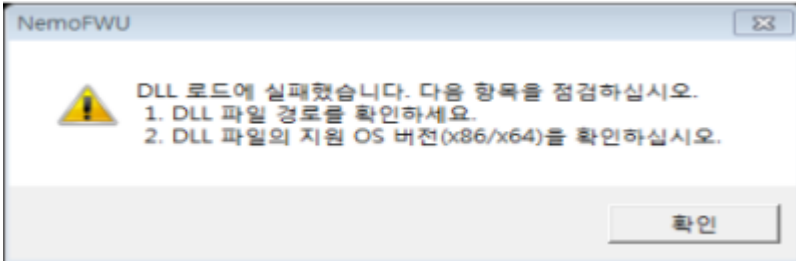 NemoFWU
DLL 로드에 실패했습니다. 다음 항목을 점검하십시오.
1. DLL 파일 경로를 확인하세요.
2. DLL 파일의 지원 OS 버전(x86/x64)을 확인하십시오.
확인